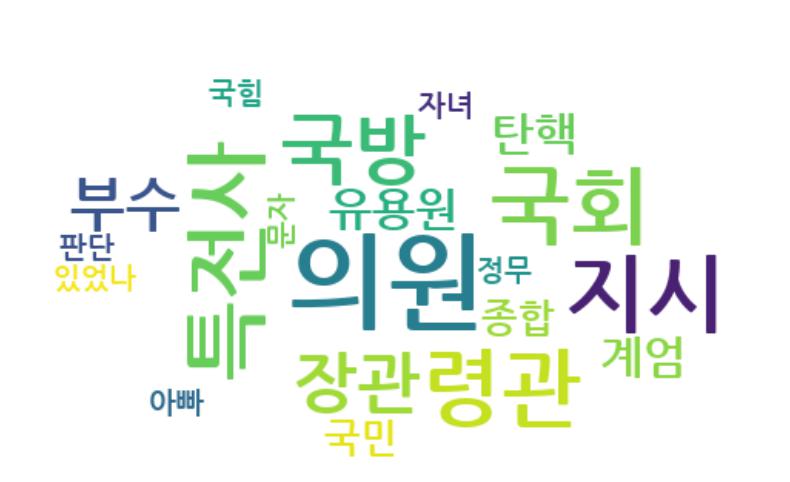 국힘
자녀
국방
탄핵
특전사
국회
부수
유용원
문자
판단
의원
정무
지시
있었나
종합
계엄
장관
령관
아빠
국민